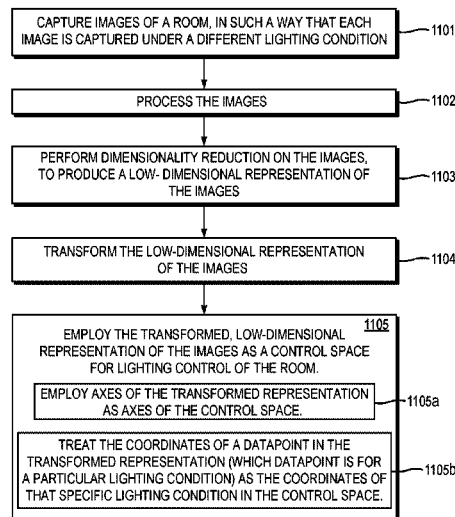 CAPTURE IMAGES OF A ROOM, IN SUCH A WAY THAT EACH
IMAGE IS CAPTURED UNDER A DIFFERENT LIGHTING CONDITION
1101
PROCESS THE IMAGES
1102
PERFORM DIMENSIONALITY REDUCTION ON THE IMAGES,
TO PRODUCE A LOW- DIMENSIONAL REPRESENTATION OF
THE IMAGES
1103
TRANSFORM THE LOW-DIMENSIONAL REPRESENTATION
OF THE IMAGES
1104
1105
EMPLOY THE TRANSFORMED, LOW-DIMENSIONAL
REPRESENTATION OF THE IMAGES AS A CONTROL SPACE
FOR LIGHTING CONTROL OF THE ROOM.
EMPLOY AXES OF THE TRANSFORMED REPRESENTATION
AS AXES OF THE CONTROL SPACE.
1105a
TREAT THE COORDINATES OF A DATAPOINT IN THE
TRANSFORMED REPRESENTATION (WHICH DATAPOINT IS FOR
A PARTICULAR LIGHTING CONDITION) AS THE COORDINATES
OF THAT SPECIFIC LIGHTING CONDITION IN THE CONTROL SPACE.
1105b